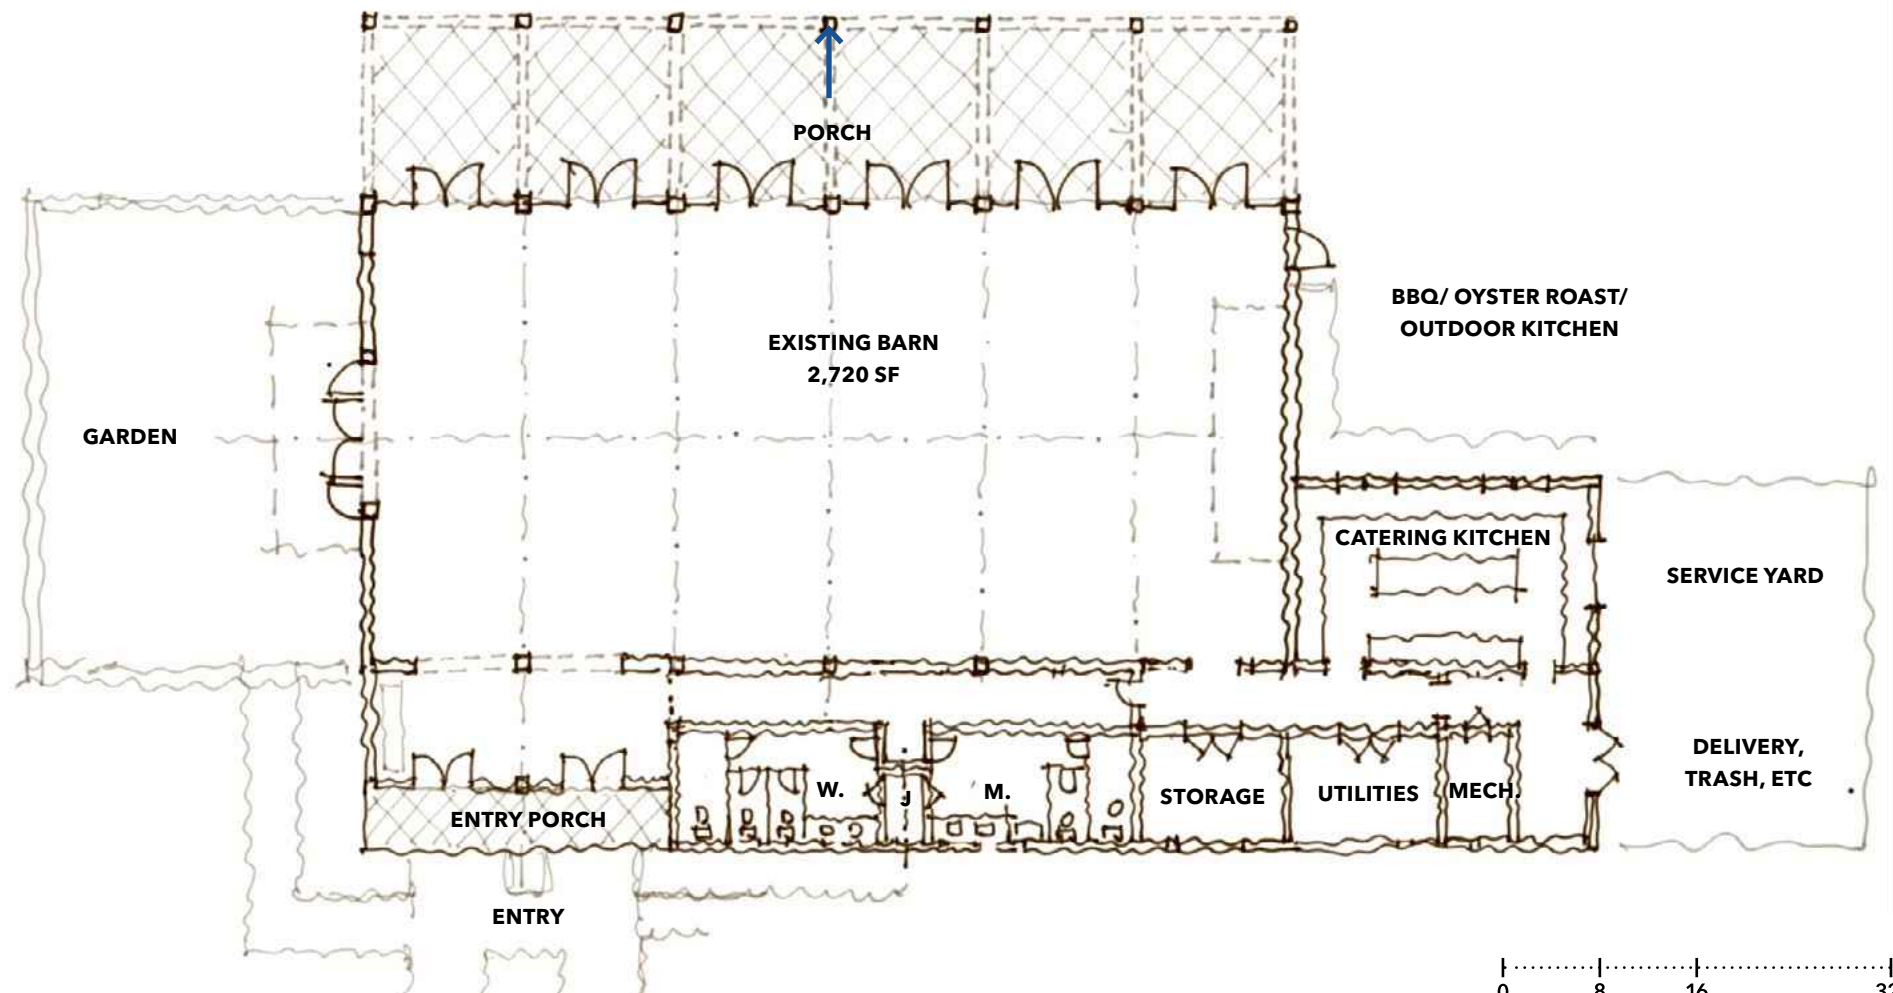 PORCH
BBQ/ OYSTER ROAST/
OUTDOOR KITCHEN
EXISTING BARN
2,720 SF
GARDEN
CATERING KITCHEN
SERVICE YARD
DELIVERY,
TRASH, ETC
W.
J
M.
STORAGE
UTILITIES
MECH.
ENTRY PORCH
ENTRY
0 8 16 32